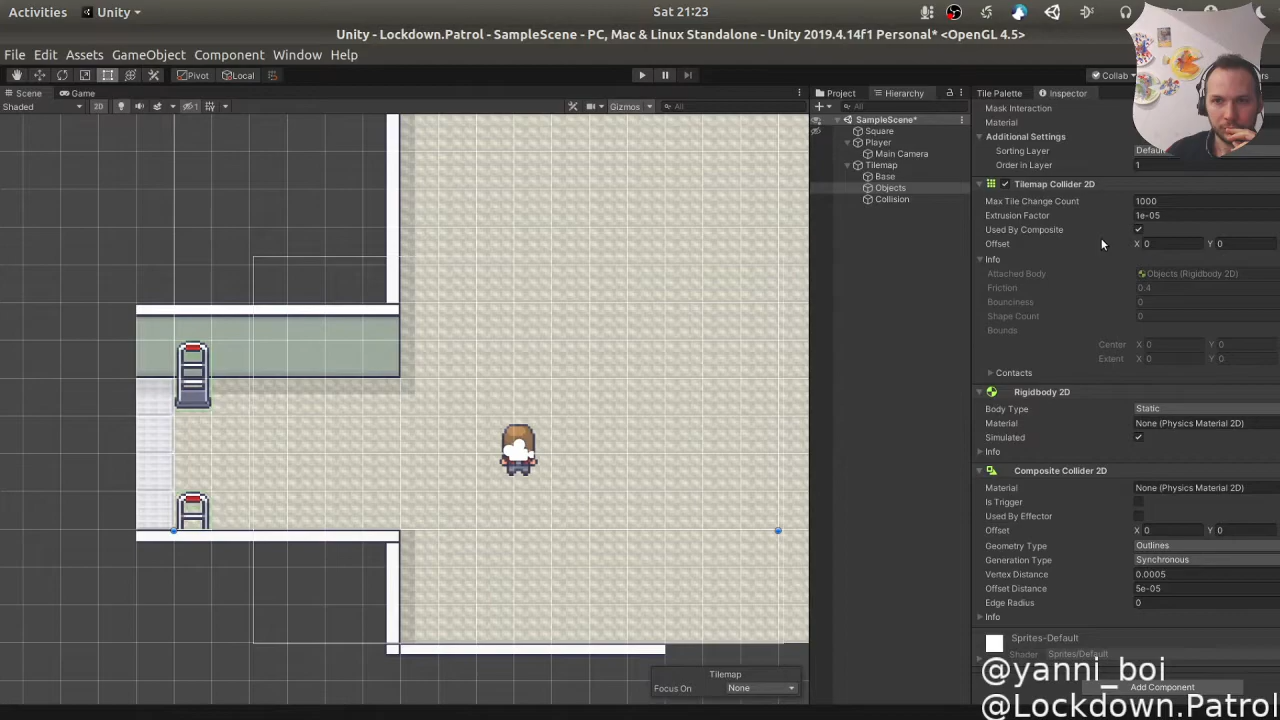 Activities
Unity
Sat 21:23
Unity - Lockdown.Patrol - SampleScene - PC, Mac & Linux Standalone - Unity 2019.4.14f1 Personal* <OpenGL 4.5>
File Edit Assets GameObject Component Window Help
Pivot Local Collab
Scene Game
Project Hierarchy
Tile Palette Inspector
Shaded 2D Gizmos All
All
SampleScene*
Square
Player
Main Camera
Tilemap
Base
Objects
Collision
Mask Interaction
Material
Additional Settings
Sorting Layer
Order in Layer 1
Tilemap Collider 2D
Max Tile Change Count 1000
Extrusion Factor 1e-05
Used By Composite
Offset X 0 Y 0
Info
Attached Body Objects (Rigidbody 2D)
Friction 0.4
Bounciness 0
Shape Count 0
Bounds
Center X 0 Y 0
Extent X 0 Y 0
Contacts
Rigidbody 2D
Body Type Static
Material None (Physics Material 2D)
Simulated
Info
Composite Collider 2D
Material None (Physics Material 2D)
Is Trigger
Used By Effector
Offset X 0 Y 0
Geometry Type Outlines
Generation Type Synchronous
Vertex Distance 0.0005
Offset Distance 5e-05
Edge Radius 0
Info
Sprites-Default
Shader Sprites/Default
Add Component
Tilemap
Focus On None
@yanni_boi
@Lockdown.Patrol